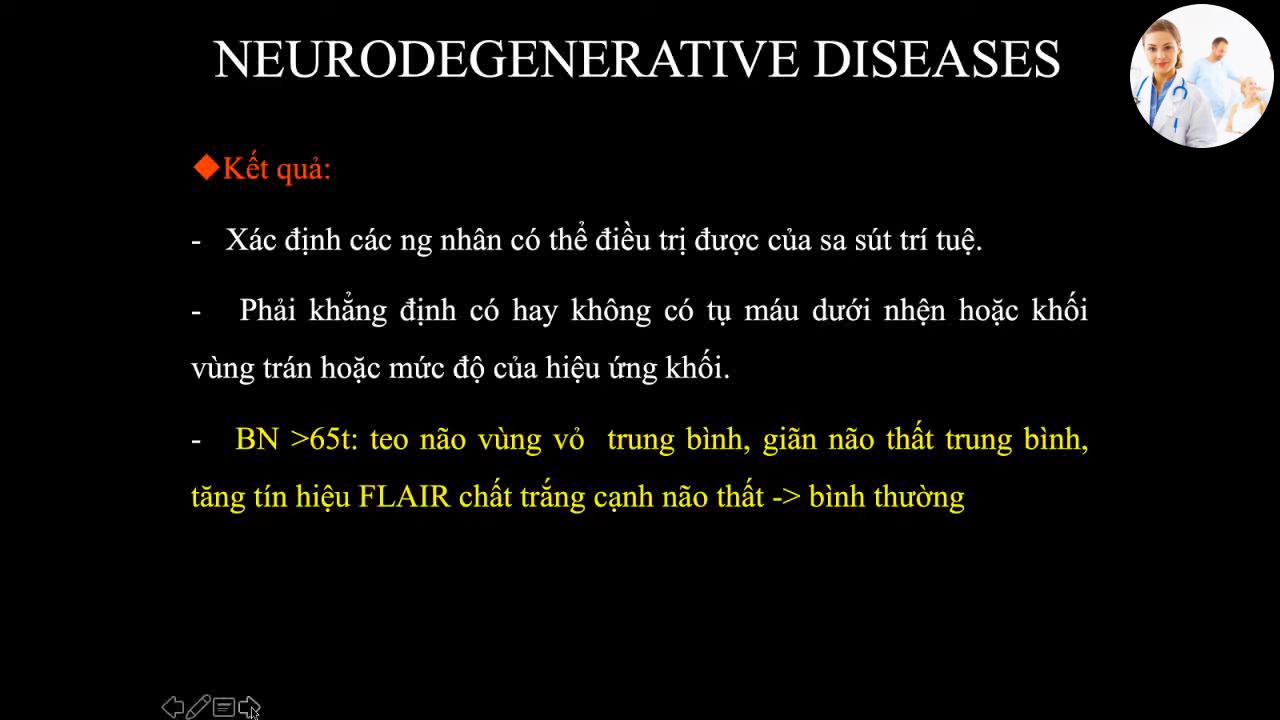 NEURODEGENERATIVE DISEASES
◆Kết quả:
- Xác định các ng nhân có thể điều trị được của sa sút trí tuệ.
- Phải khẳng định có hay không có tụ máu dưới nhện hoặc khối
vùng trán hoặc mức độ của hiệu ứng khối.
- BN >65t: teo não vùng vỏ trung bình, giãn não thất trung bình,
tăng tín hiệu FLAIR chất trắng cạnh não thất -> bình thường